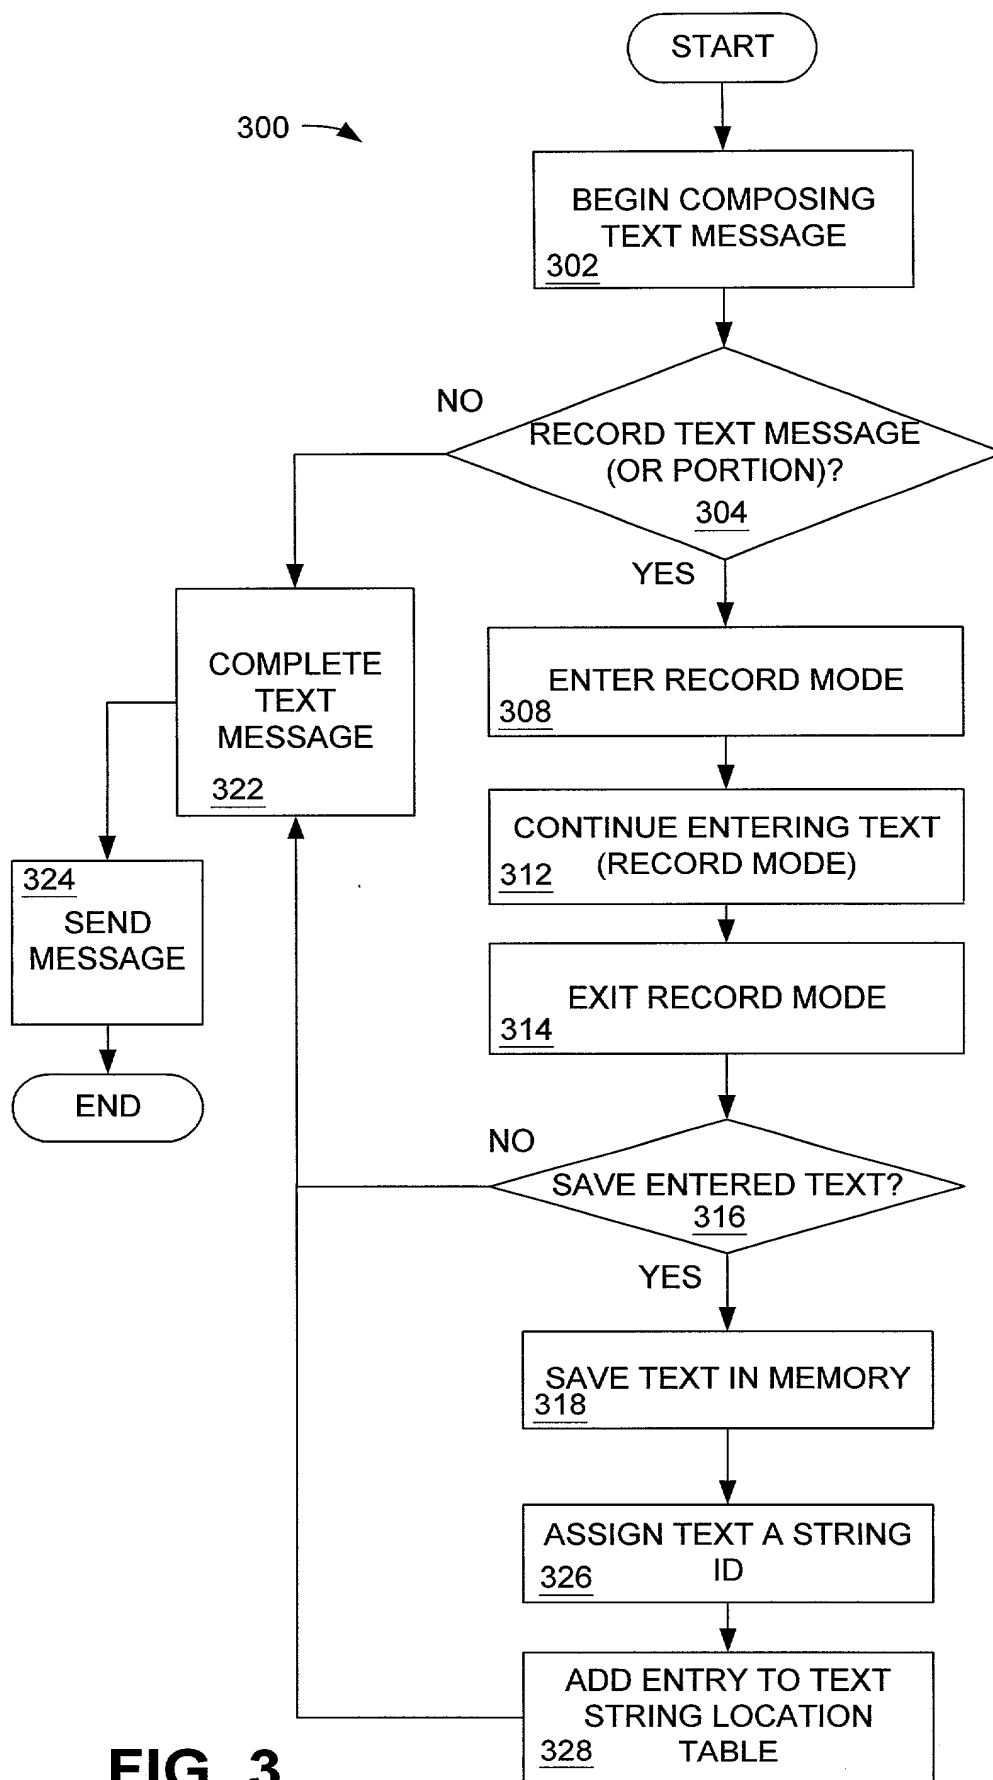 START
300
BEGIN COMPOSING
TEXT MESSAGE
302
NO
RECORD TEXT MESSAGE
(OR PORTION)?
304
YES
COMPLETE
TEXT
MESSAGE
322
ENTER RECORD MODE
308
CONTINUE ENTERING TEXT
(RECORD MODE)
312
324
SEND
MESSAGE
EXIT RECORD MODE
314
END
NO
SAVE ENTERED TEXT?
316
YES
SAVE TEXT IN MEMORY
318
ASSIGN TEXT A STRING
ID
326
ADD ENTRY TO TEXT
STRING LOCATION
TABLE
328
FIG. 3